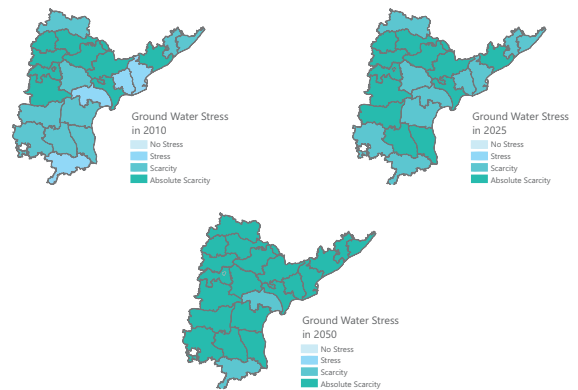 Ground Water Stress
in 2010
No Stress
Stress
Scarcity
Absolute Scarcity
Ground Water Stress
in 2025
No Stress
Stress
Scarcity
Absolute Scarcity
Ground Water Stress
in 2050
No Stress
Stress
Scarcity
Absolute Scarcity